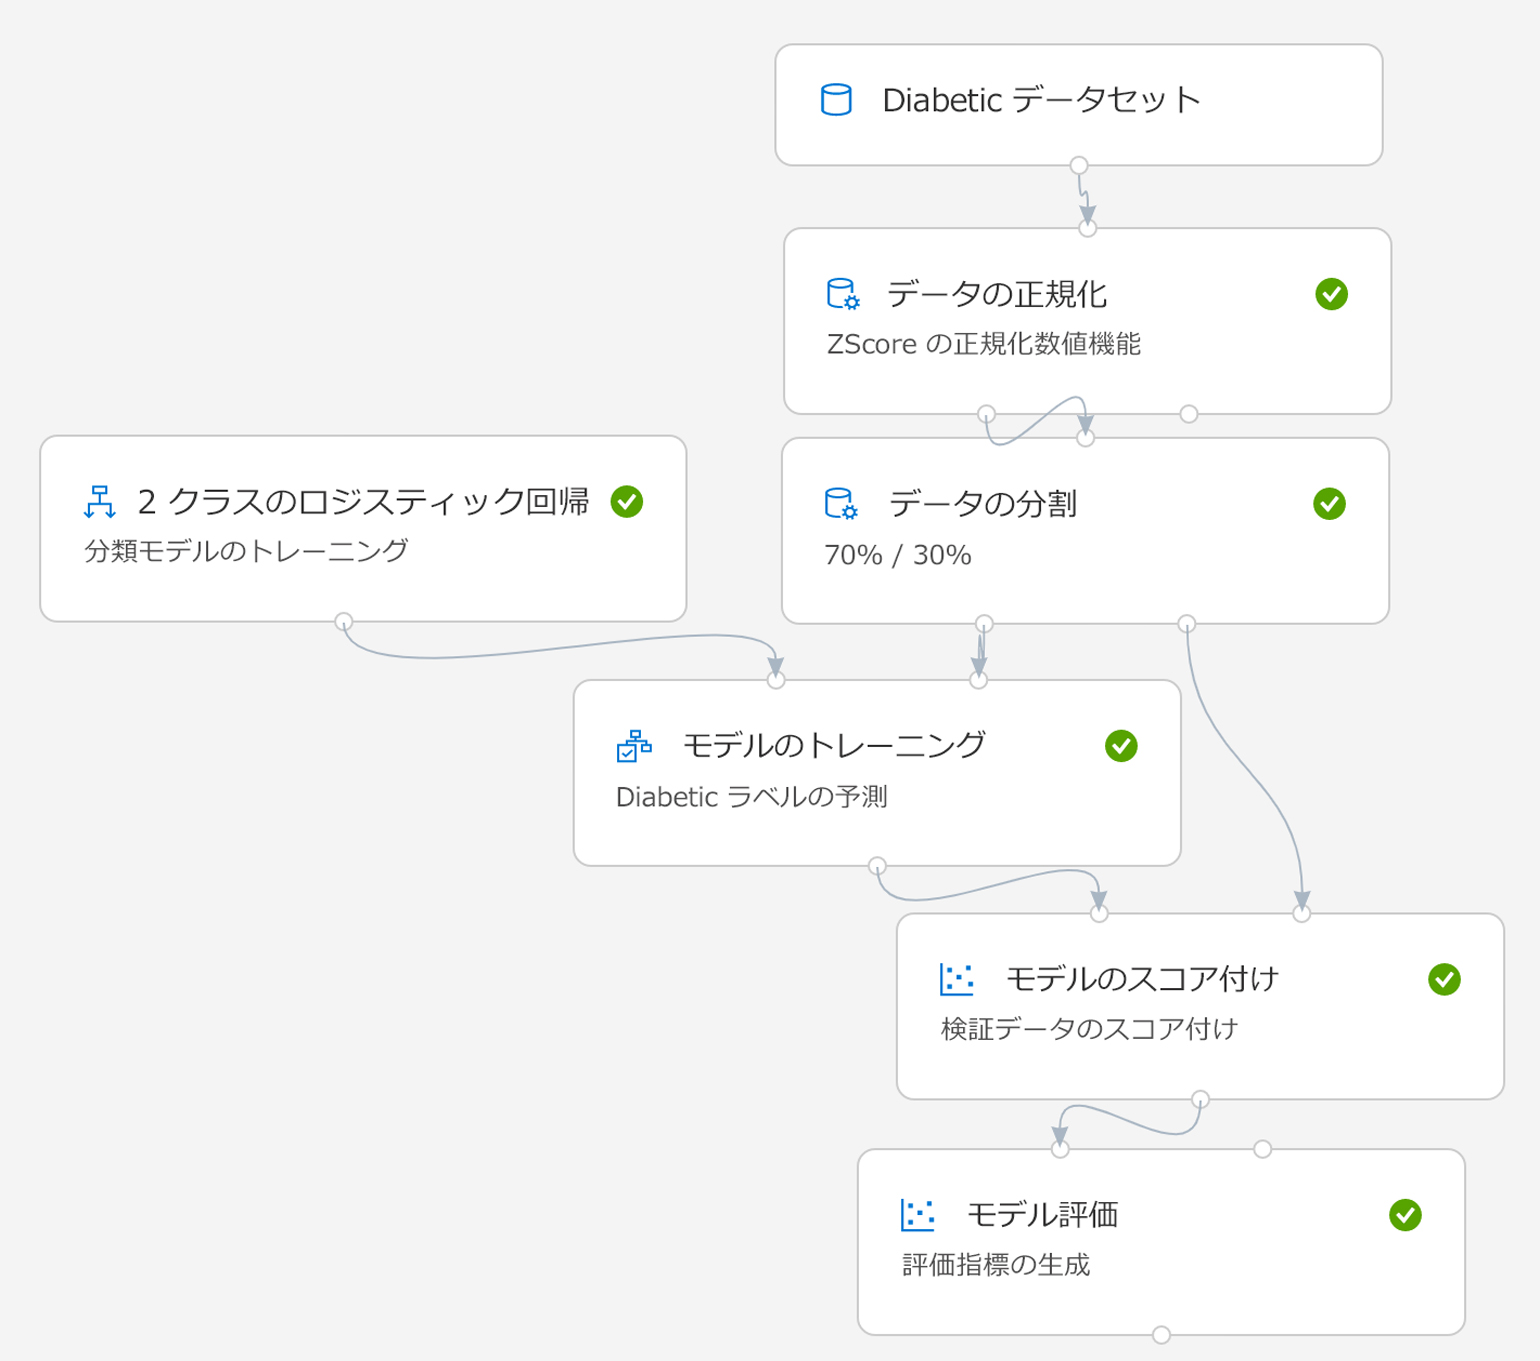 Diabetic データセット
データの正規化
ZScore の正規化数値機能
2 クラスのロジスティック回帰
分類モデルのトレーニング
データの分割
70% / 30%
モデルのトレーニング
Diabetic ラベルの予測
モデルのスコア付け
検証データのスコア付け
モデル評価
評価指標の生成